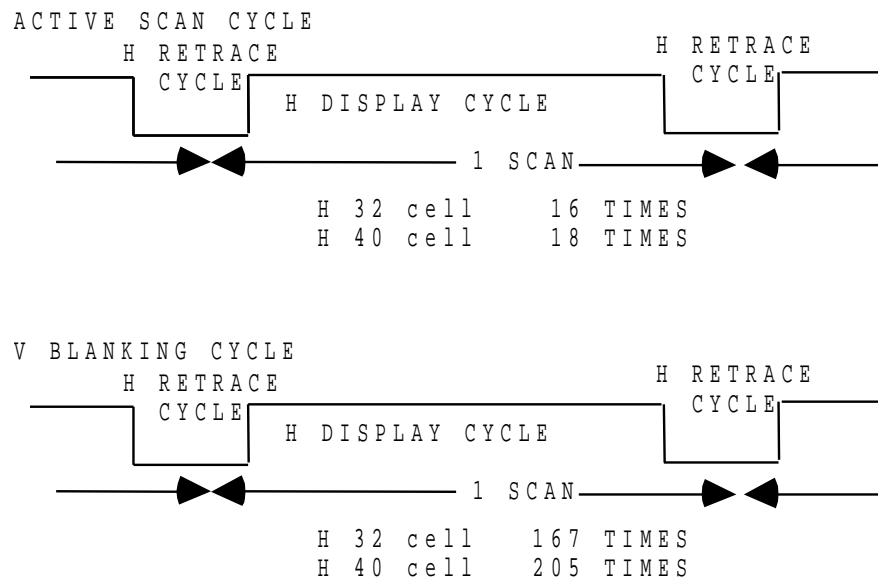 ACTIVE SCAN CYCLE
H RETRACE CYCLE
H RETRACE CYCLE
H DISPLAY CYCLE
1 SCAN
H 32 cell 16 TIMES
H 40 cell 18 TIMES
V BLANKING CYCLE
H RETRACE CYCLE
H RETRACE CYCLE
H DISPLAY CYCLE
1 SCAN
H 32 cell 167 TIMES
H 40 cell 205 TIMES